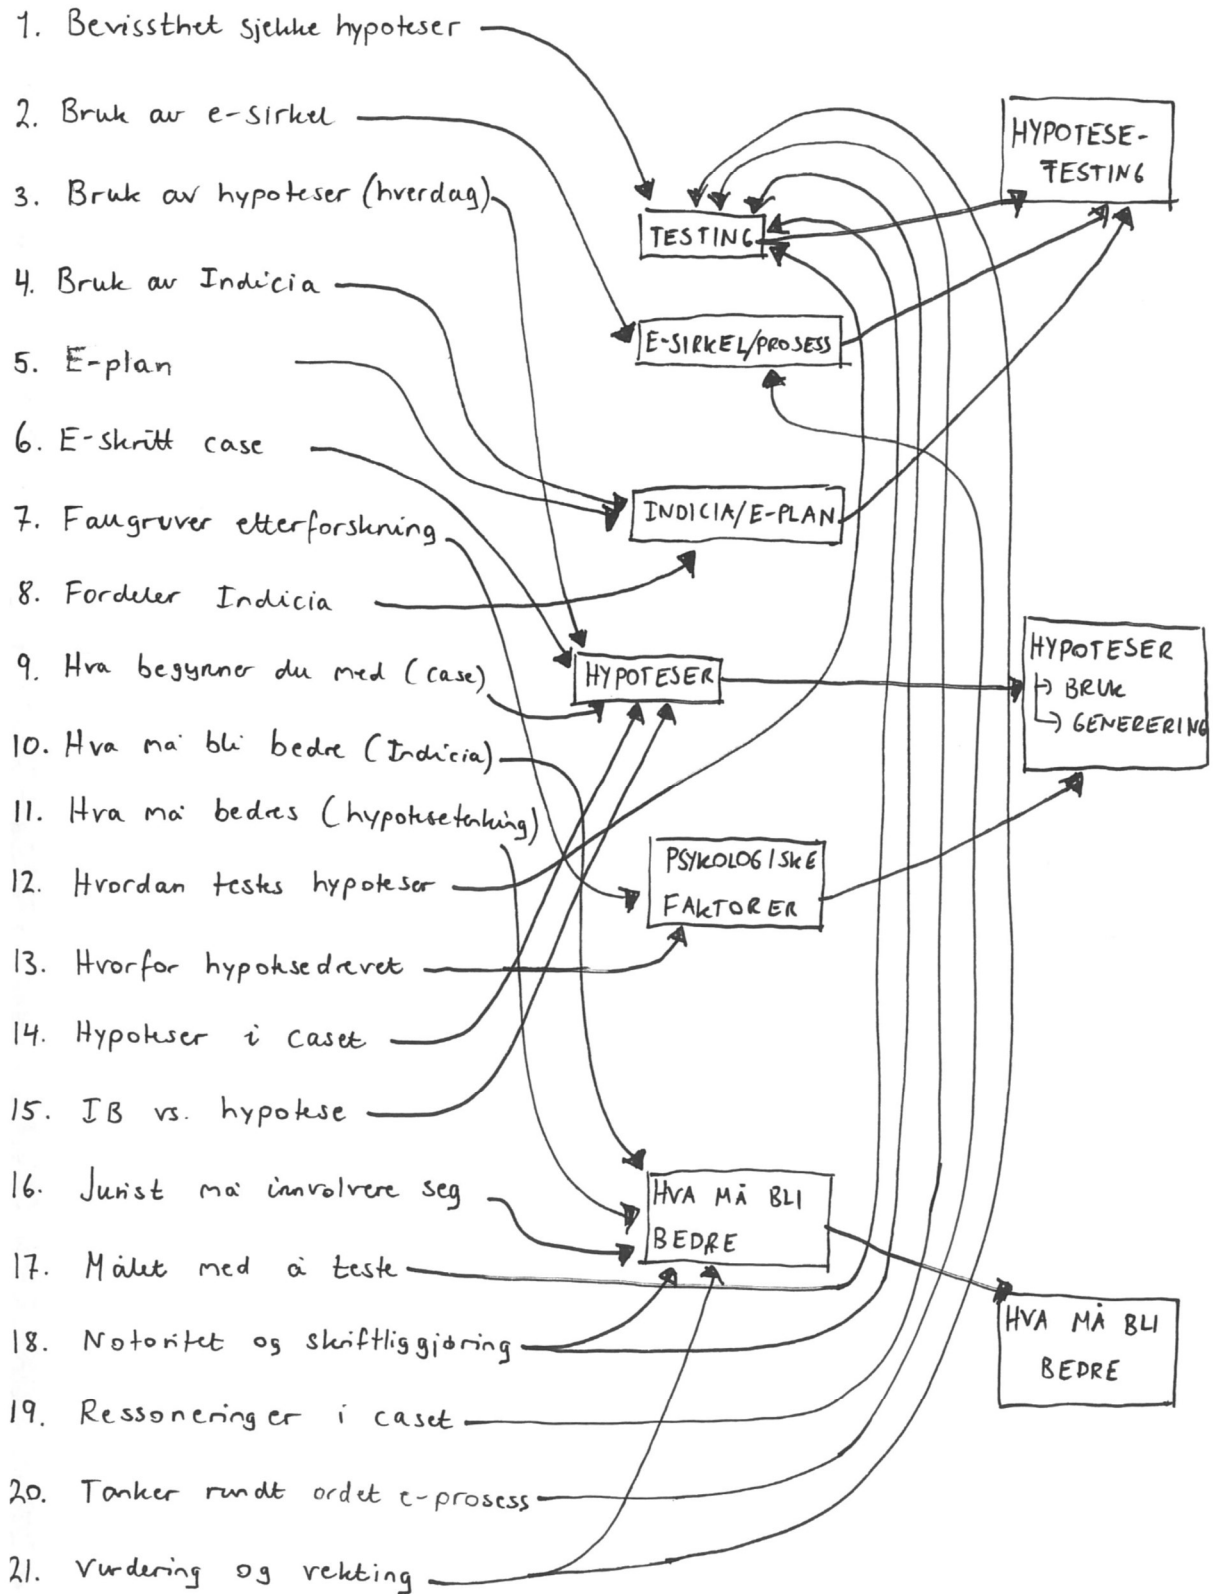 1. Bevissthet sjekke hypoteser
2. Bruk av e-sirkel
3. Bruk av hypoteser (hverdag)
4. Bruk av Indicia
5. E-plan
6. E-skritt case
7. Faugruver etterforskning
8. Fordeler Indicia
9. Hva begynner du med (case)
10. Hva må bli bedre (Indicia)
11. Hva må bedres (hypotesetenking)
12. Hvordan testes hypoteser
13. Hvorfor hypotesedrevet
14. Hypoteser i caset
15. IB vs. hypotese
16. Jurist må innvolvere seg
17. Målet med å teste
18. Notoritet og skriftliggjøring
19. Ressoneringer i caset
20. Tanker rundt ordet e-prosess
21. Vurdering og vekting
TESTING
E-SIRKEL/PROSESS
INDICIA/E-PLAN
HYPOTESER
PSYKOLOGISKE
FAKTORER
HVA MÅ BLI
BEDRE
HYPOTESE-
TESTING
HYPOTESER
↳ BRUK
↳ GENERERING
HVA MÅ BLI
BEDRE